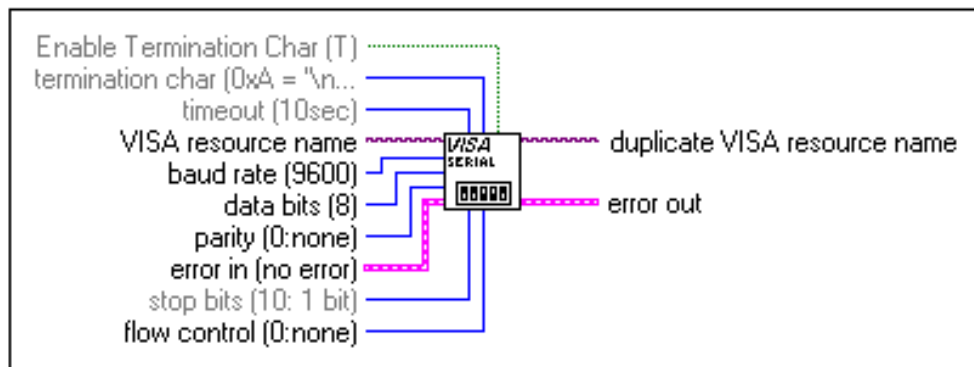 Enable Termination Char (T)
termination char (0xA = "\n...
timeout (10sec)
VISA resource name
VISA
SERIAL
duplicate VISA resource name
baud rate (9600)
data bits (8)
error out
parity (0:none)
error in (no error)
stop bits (10: 1 bit)
flow control (0:none)